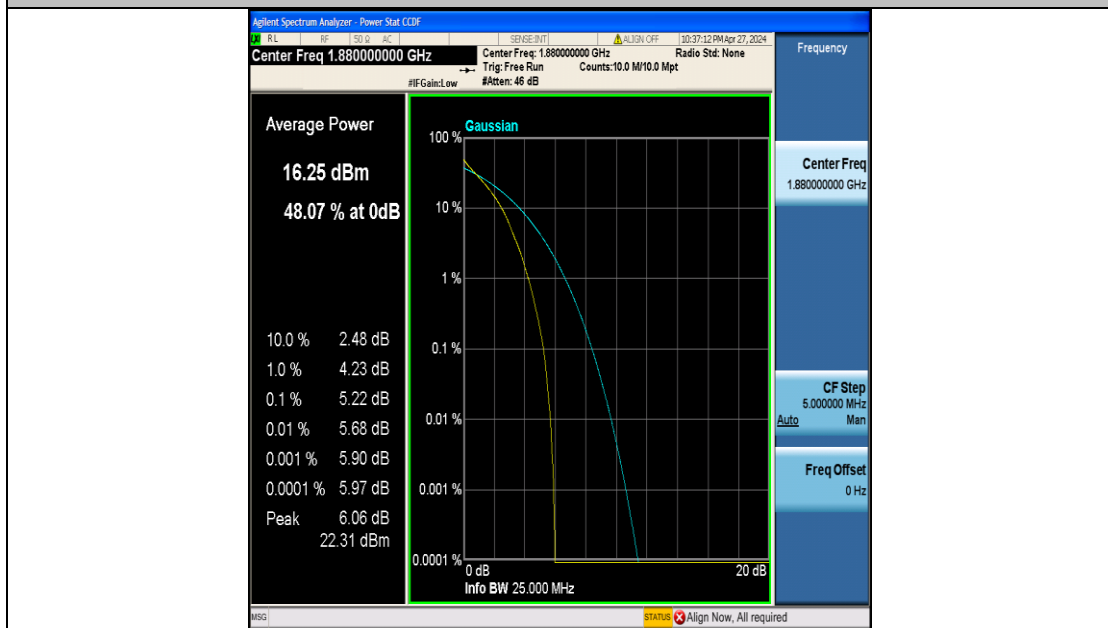 Agilent Spectrum Analyzer - Power Stat CCDF
LXI RL RF 50 Ω AC SENSE:INT ALIGN OFF 10:37:12 PM Apr 27, 2024
Center Freq 1.880000000 GHz
Center Freq: 1.880000000 GHz Radio Std: None
Trig: Free Run Counts:10.0 M/10.0 Mpt
#IFGain:Low #Atten: 46 dB
Frequency
Average Power
16.25 dBm
48.07 % at 0dB
10.0 % 2.48 dB
1.0 % 4.23 dB
0.1 % 5.22 dB
0.01 % 5.68 dB
0.001 % 5.90 dB
0.0001 % 5.97 dB
Peak 6.06 dB
22.31 dBm
Gaussian
100 %
10 %
1 %
0.1 %
0.01 %
0.001 %
0.0001 %
0 dB 20 dB
Info BW 25.000 MHz
Center Freq
1.880000000 GHz
CF Step
5.000000 MHz
Auto Man
Freq Offset
0 Hz
MSG STATUS Align Now, All required